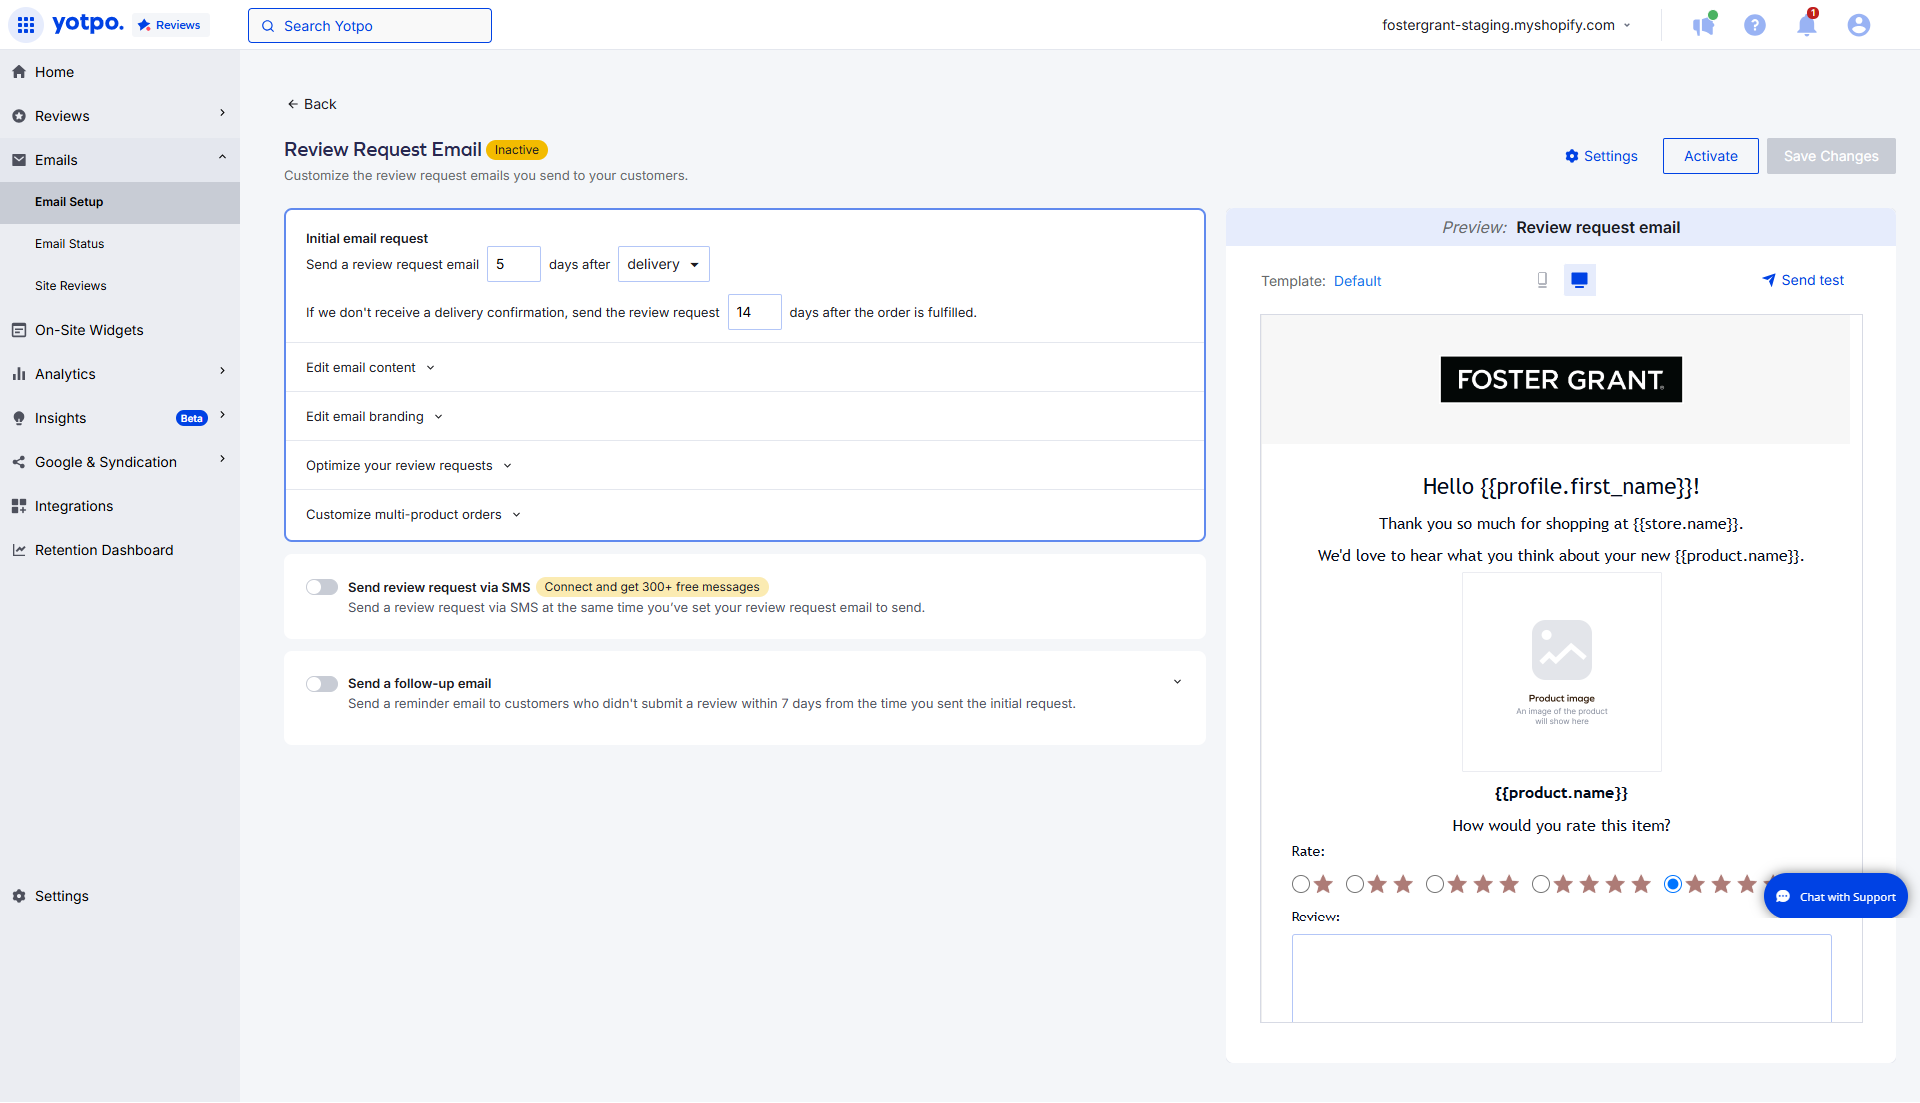 yotpo.
Reviews
Search Yotpo
fostergrant-staging.myshopify.com
?
1
Home
Reviews
Emails
Email Setup
Email Status
Site Reviews
On-Site Widgets
Analytics
Insights
Beta
Google & Syndication
Integrations
Retention Dashboard
Settings
Back
Review Request Email
Inactive
Customize the review request emails you send to your customers.
Settings
Activate
Save Changes
Initial email request
Send a review request email 5 days after delivery
If we don't receive a delivery confirmation, send the review request 14 days after the order is fulfilled.
Edit email content
Edit email branding
Optimize your review requests
Customize multi-product orders
Send review request via SMS
Connect and get 300+ free messages
Send a review request via SMS at the same time you've set your review request email to send.
Send a follow-up email
Send a reminder email to customers who didn't submit a review within 7 days from the time you sent the initial request.
Preview: Review request email
Template: Default
Send test
FOSTER GRANT®
Hello {{profile.first_name}}!
Thank you so much for shopping at {{store.name}}.
We'd love to hear what you think about your new {{product.name}}.
Product image
An image of the product
will show here
{{product.name}}
How would you rate this item?
Rate:
Review:
Chat with Support